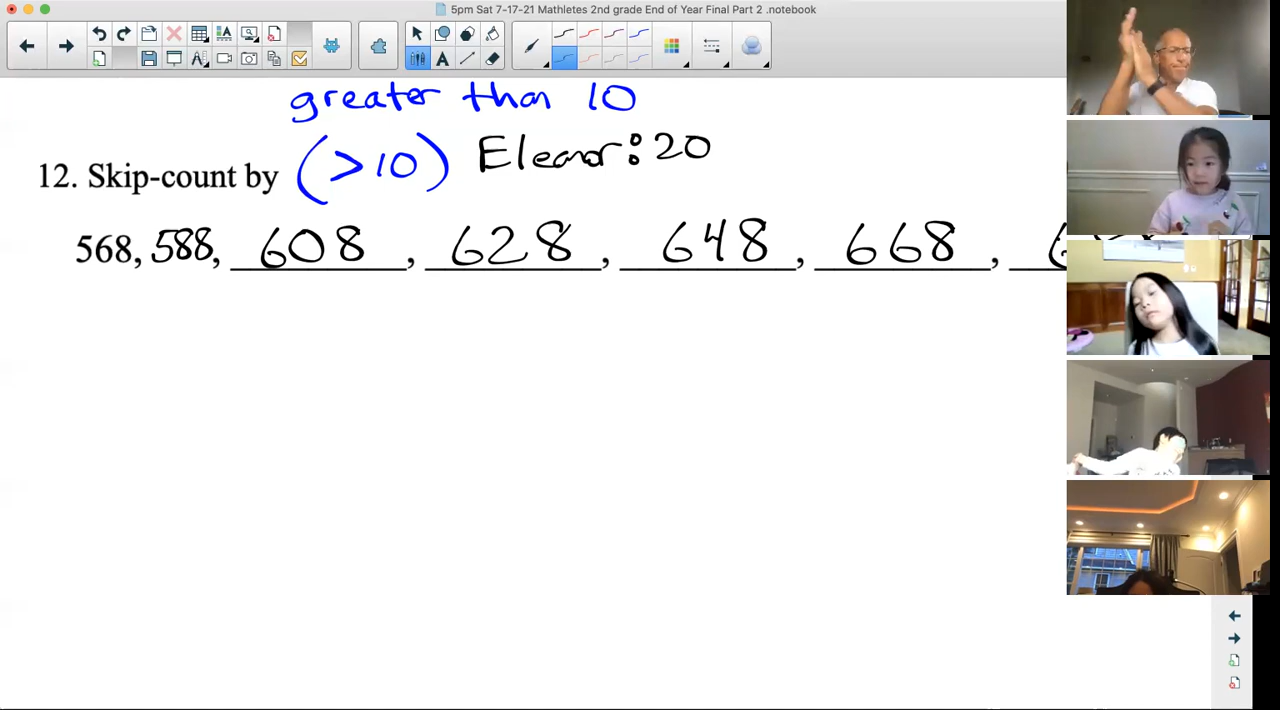 5pm Sat 7-17-21 Mathletes 2nd grade End of Year Final Part 2 .notebook
greater than 10
12. Skip-count by (>10) Eleanor: 20
568, 588, 608, 628, 648, 668,